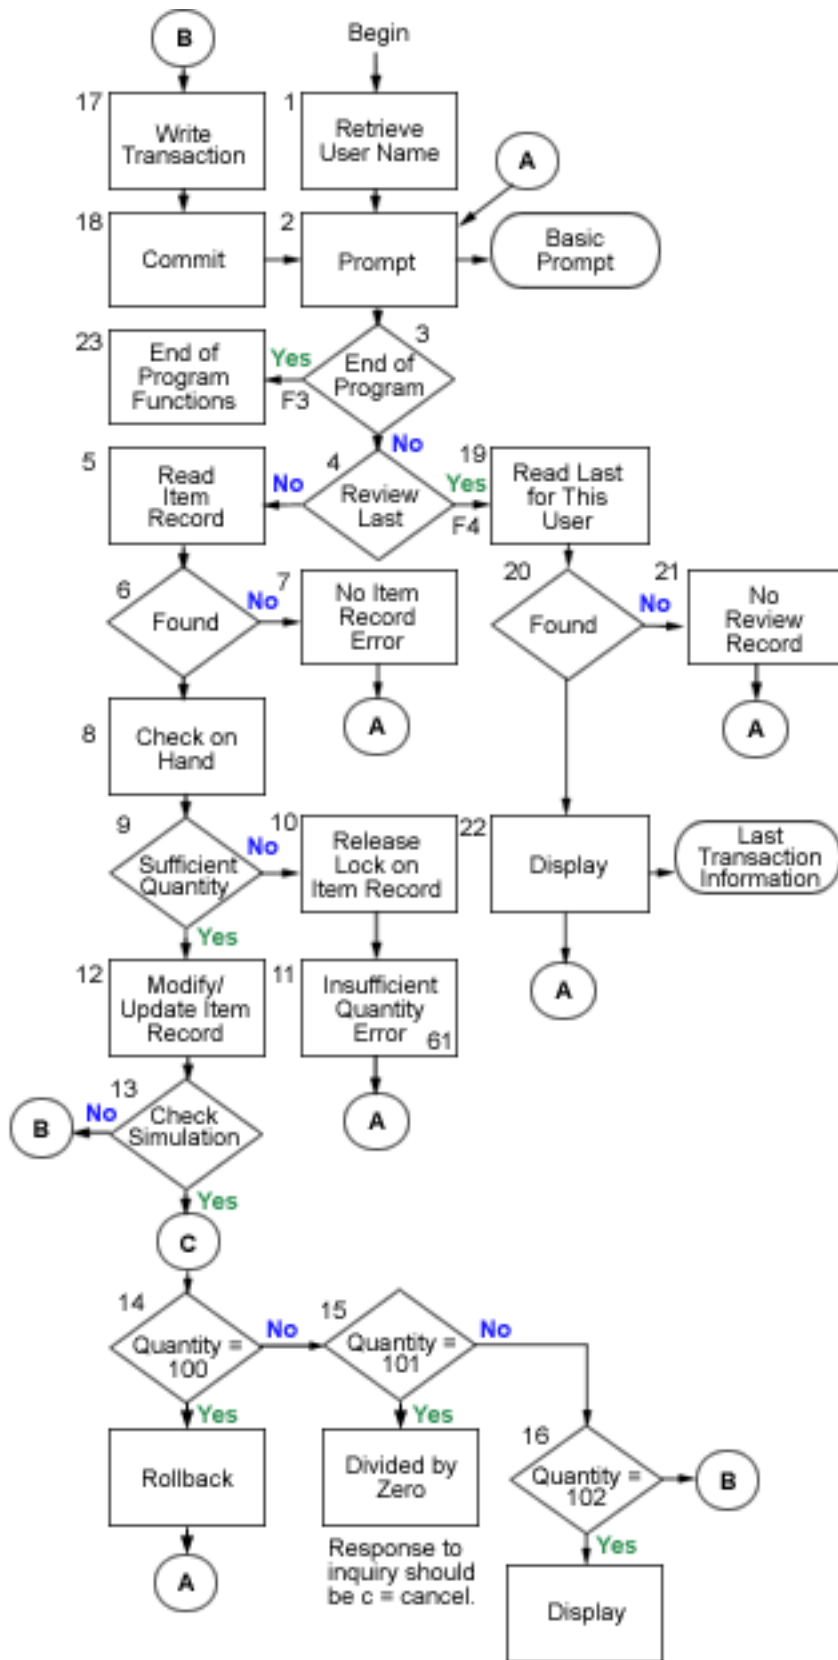 B
Begin
17
Write
Transaction
1
Retrieve
User Name
A
18
Commit
2
Prompt
Basic
Prompt
23
End of
Program
Functions
Yes
F3
3
End of
Program
No
5
Read
Item
Record
No
4
Review
Last
Yes
F4
19
Read Last
for This
User
6
Found
No
7
No Item
Record
Error
A
20
Found
No
21
No
Review
Record
A
8
Check on
Hand
9
Sufficient
Quantity
No
Yes
10
Release
Lock on
Item Record
22
Display
Last
Transaction
Information
A
12
Modify/
Update Item
Record
11
Insufficient
Quantity
Error
61
A
13
Check
Simulation
No
B
Yes
C
14
Quantity =
100
No
Yes
15
Quantity =
101
No
Yes
Rollback
A
Divided by
Zero
Response to
inquiry should
be c = cancel.
16
Quantity =
102
B
Yes
Display